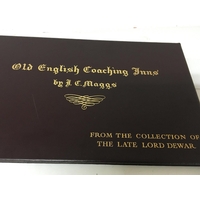 Old English Coaching Inns
by J. C. Maggs
FROM THE COLLECTION OF
THE LATE LORD DEWAR